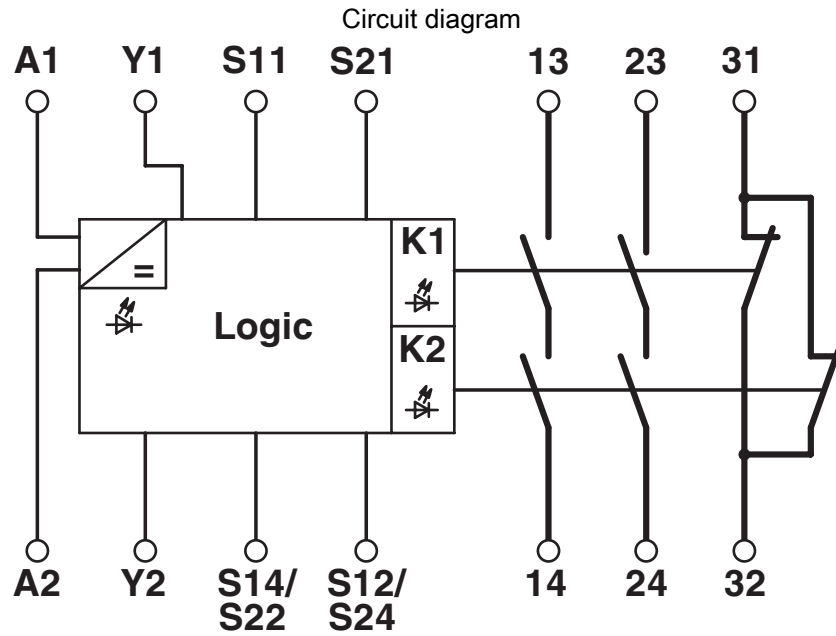 Circuit diagram
A1 Y1 S11 S21 13 23 31
K1
=
Logic
K2
A2 Y2 S14/ S12/ 14 24 32
S22 S24